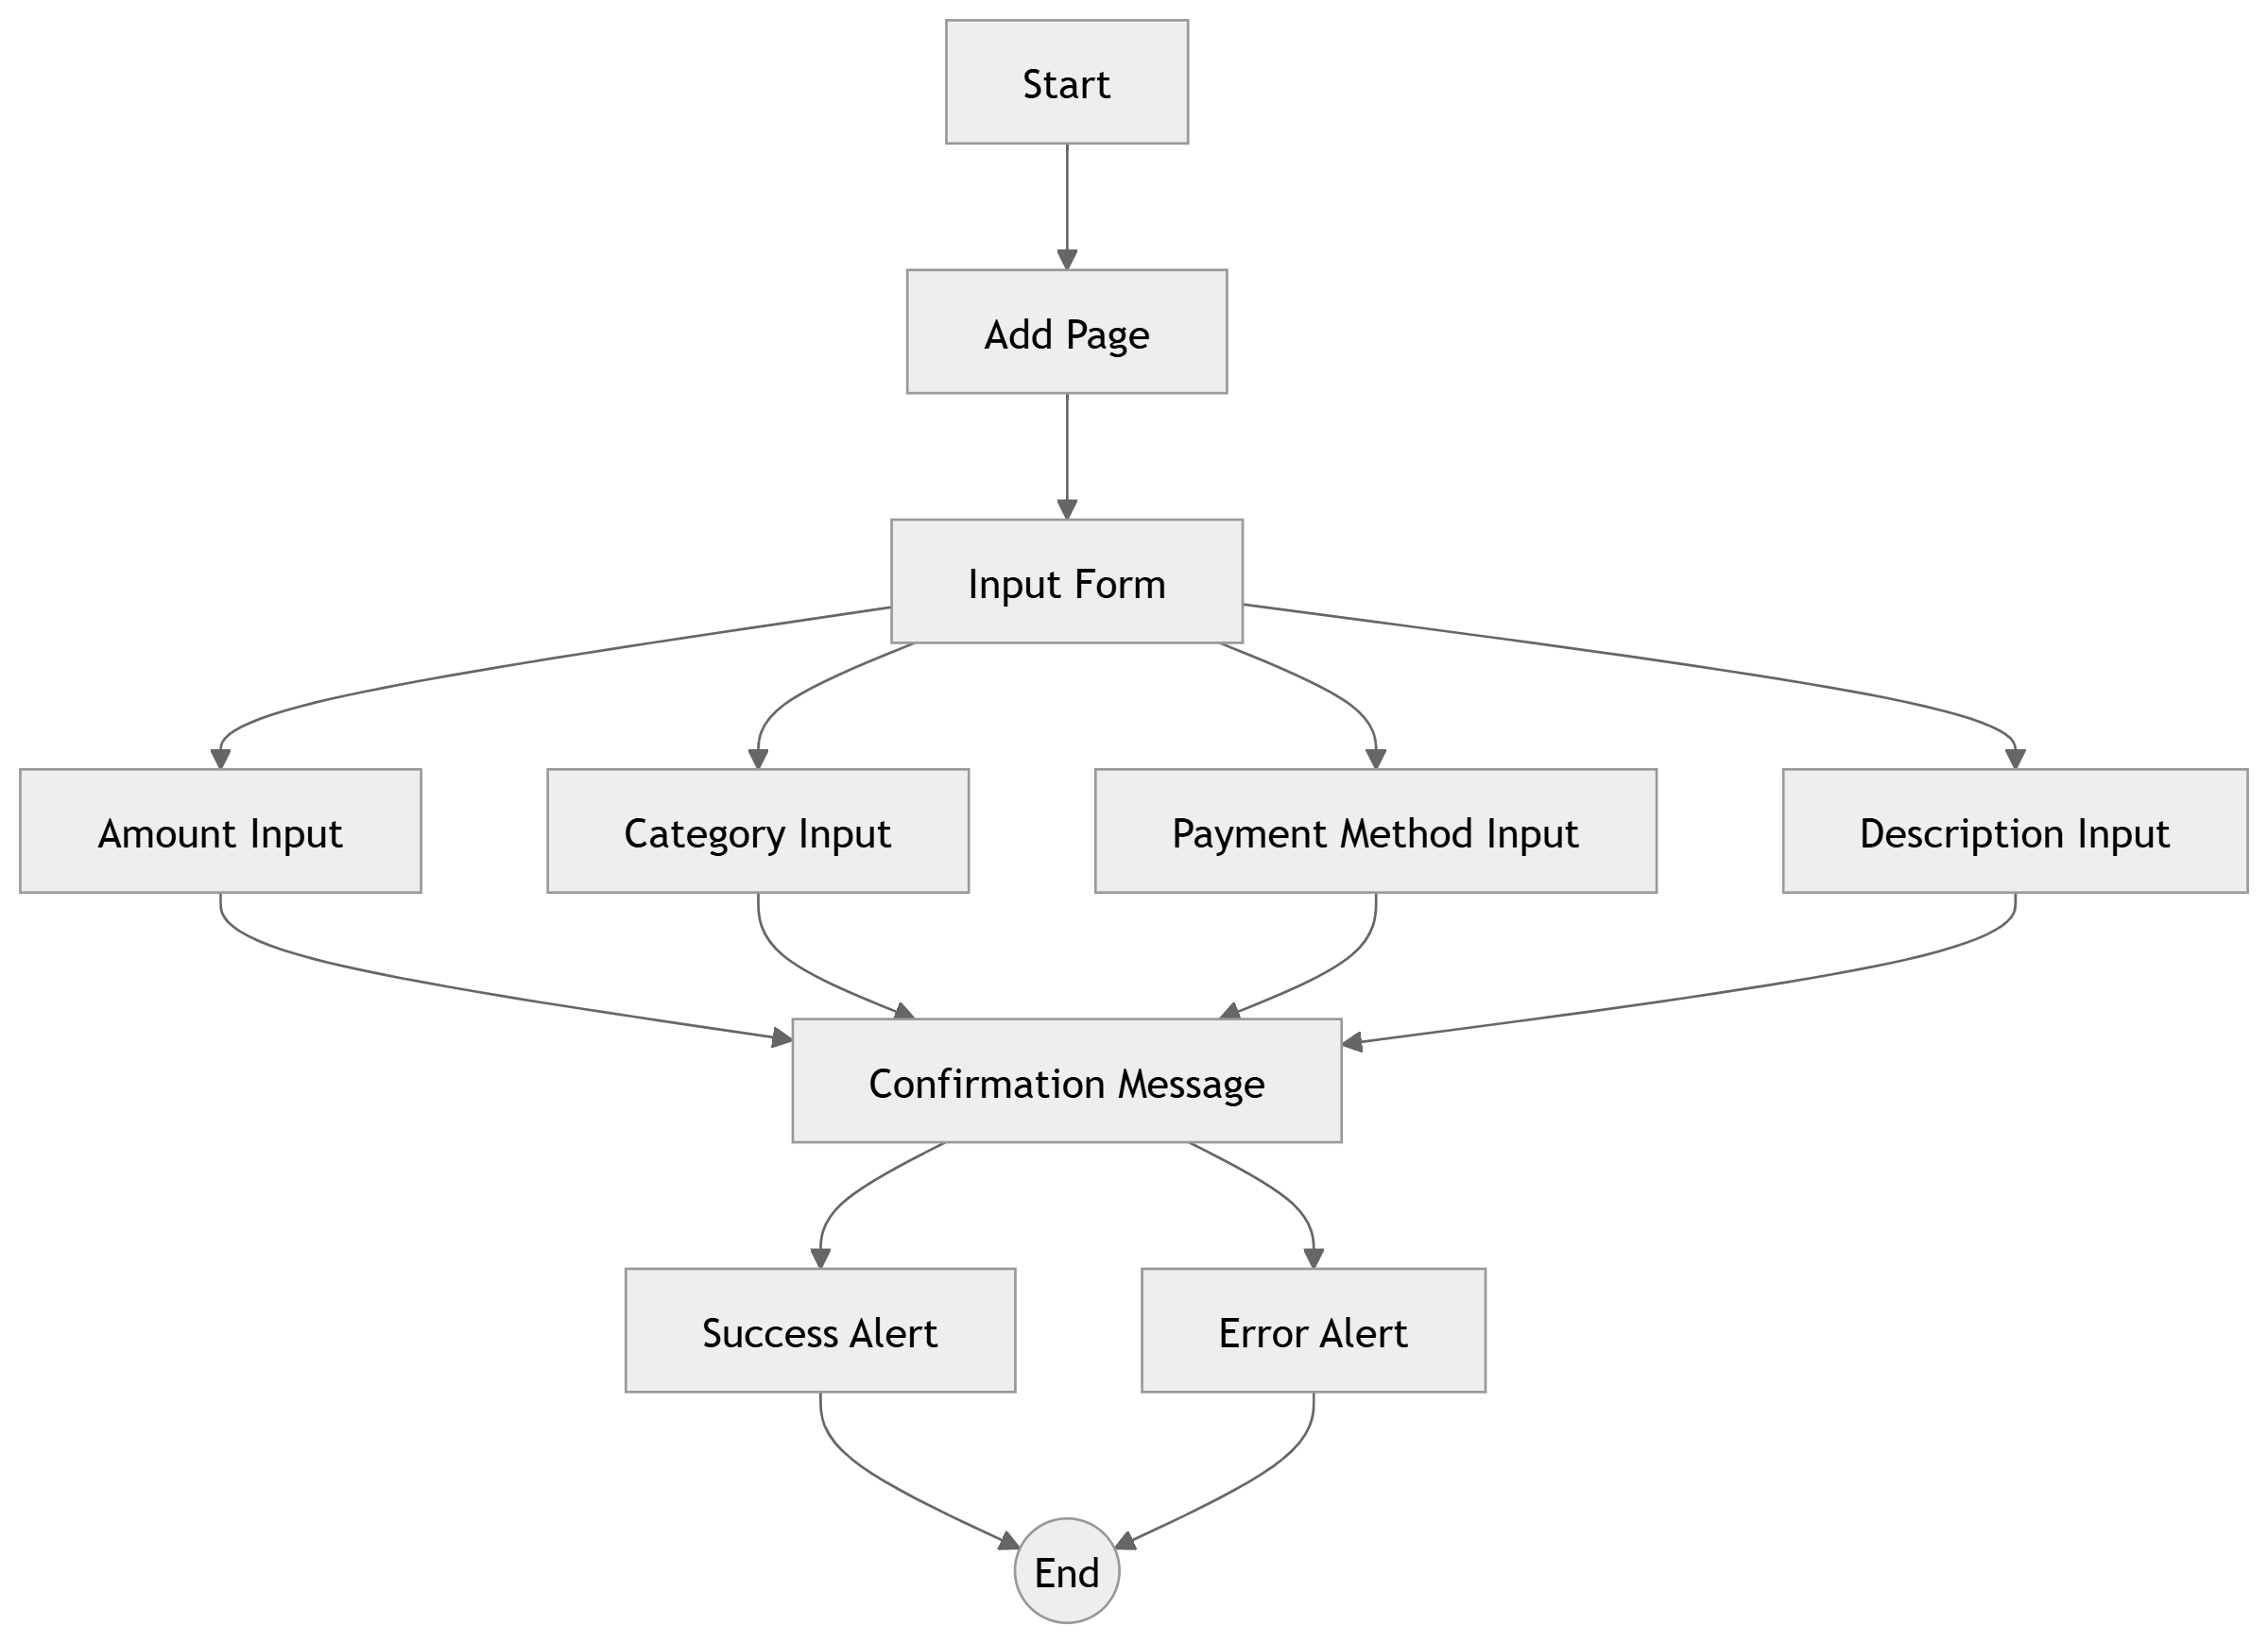 Start
Add Page
Input Form
Amount Input
Category Input
Payment Method Input
Description Input
Confirmation Message
Success Alert
Error Alert
End